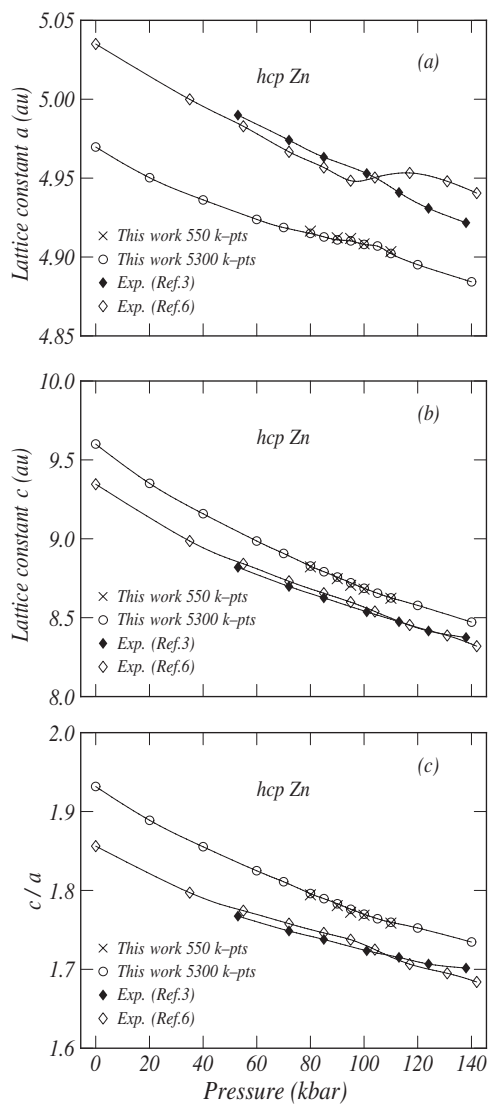 5.05
(a)
hcp Zn
5.00
4.95
4.90
4.85
Lattice constant a (au)
This work 550 k–pts
This work 5300 k–pts
Exp. (Ref.3)
Exp. (Ref.6)
10.0
(b)
hcp Zn
9.5
9.0
8.5
8.0
Lattice constant c (au)
This work 550 k–pts
This work 5300 k–pts
Exp. (Ref.3)
Exp. (Ref.6)
2.0
(c)
hcp Zn
1.9
1.8
1.7
1.6
c / a
This work 550 k–pts
This work 5300 k–pts
Exp. (Ref.3)
Exp. (Ref.6)
0 20 40 60 80 100 120 140
Pressure (kbar)